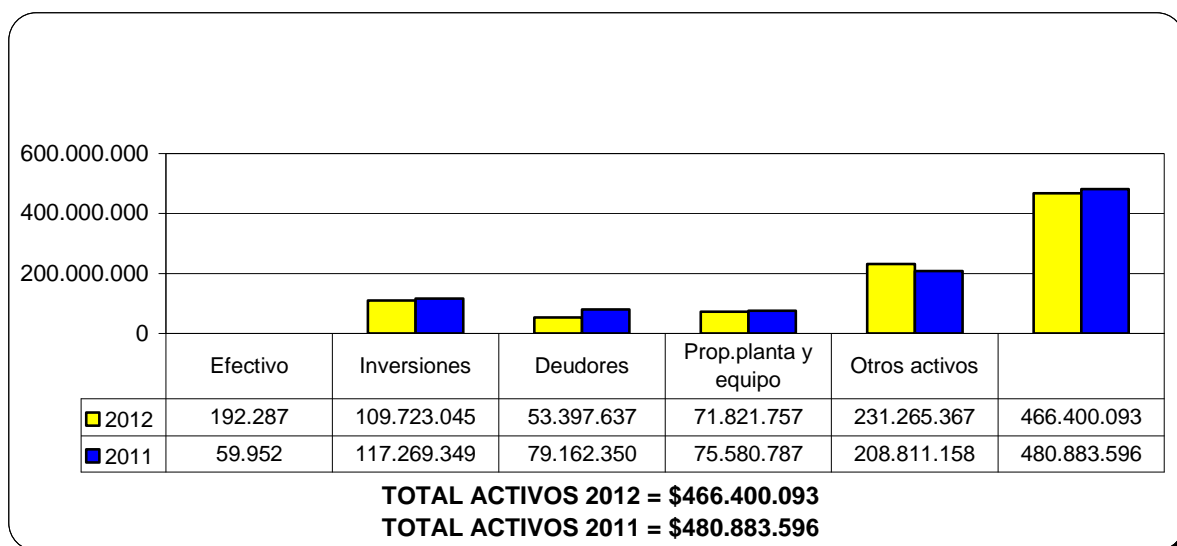 600.000.000
400.000.000
200.000.000
0
Efectivo Inversiones Deudores Prop.planta y equipo Otros activos
2012 192.287 109.723.045 53.397.637 71.821.757 231.265.367 466.400.093
2011 59.952 117.269.349 79.162.350 75.580.787 208.811.158 480.883.596
TOTAL ACTIVOS 2012 = $466.400.093
TOTAL ACTIVOS 2011 = $480.883.596